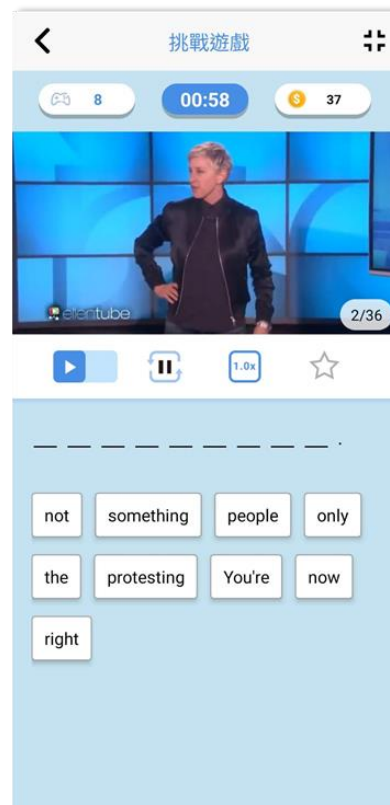 挑戰遊戲
8 00:58 37
ellentube
2/36
1.0x
_ _ _ _ _ _ _ _ _ .
not something people only
the protesting You're now
right